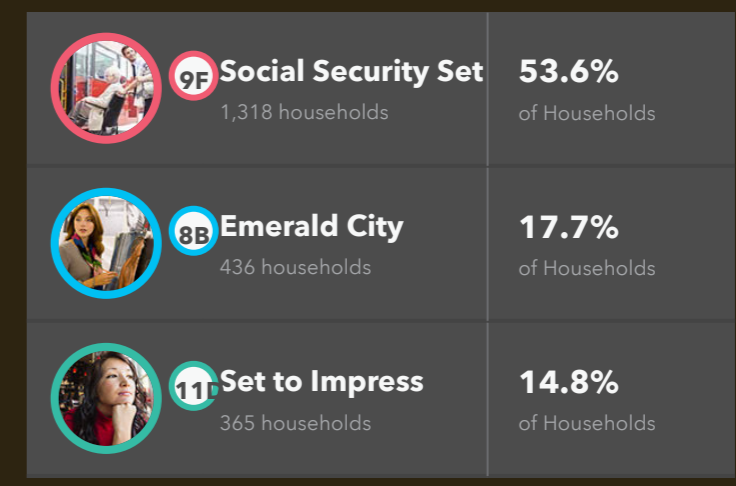 9F Social Security Set 53.6%
1,318 households of Households
8B Emerald City 17.7%
436 households of Households
11D Set to Impress 14.8%
365 households of Households